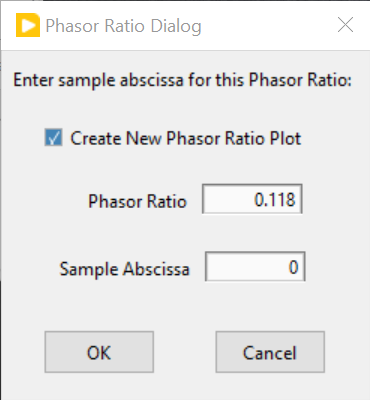 Phasor Ratio Dialog
Enter sample abscissa for this Phasor Ratio:
Create New Phasor Ratio Plot
Phasor Ratio 0.118
Sample Abscissa 0
OK Cancel